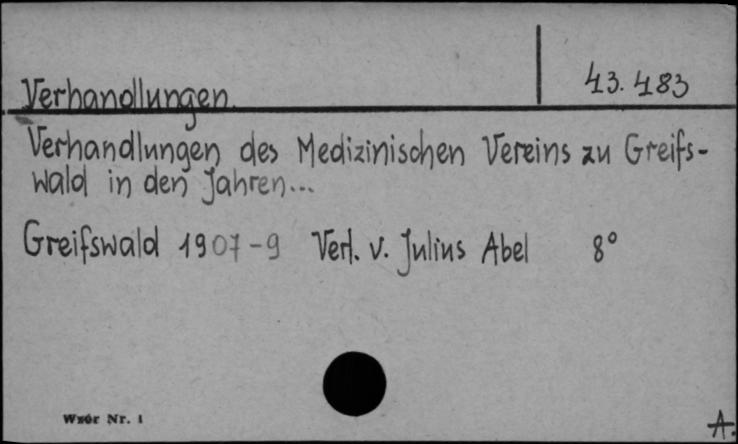 Verhandlungen.
43.483
Verhandlungen des Medizinischen Vereins zu Greifs-
wald in den Jahren...
Greifswald 1907-9 Verl. v. Julius Abel 8°
Wzór Nr. 1
A.